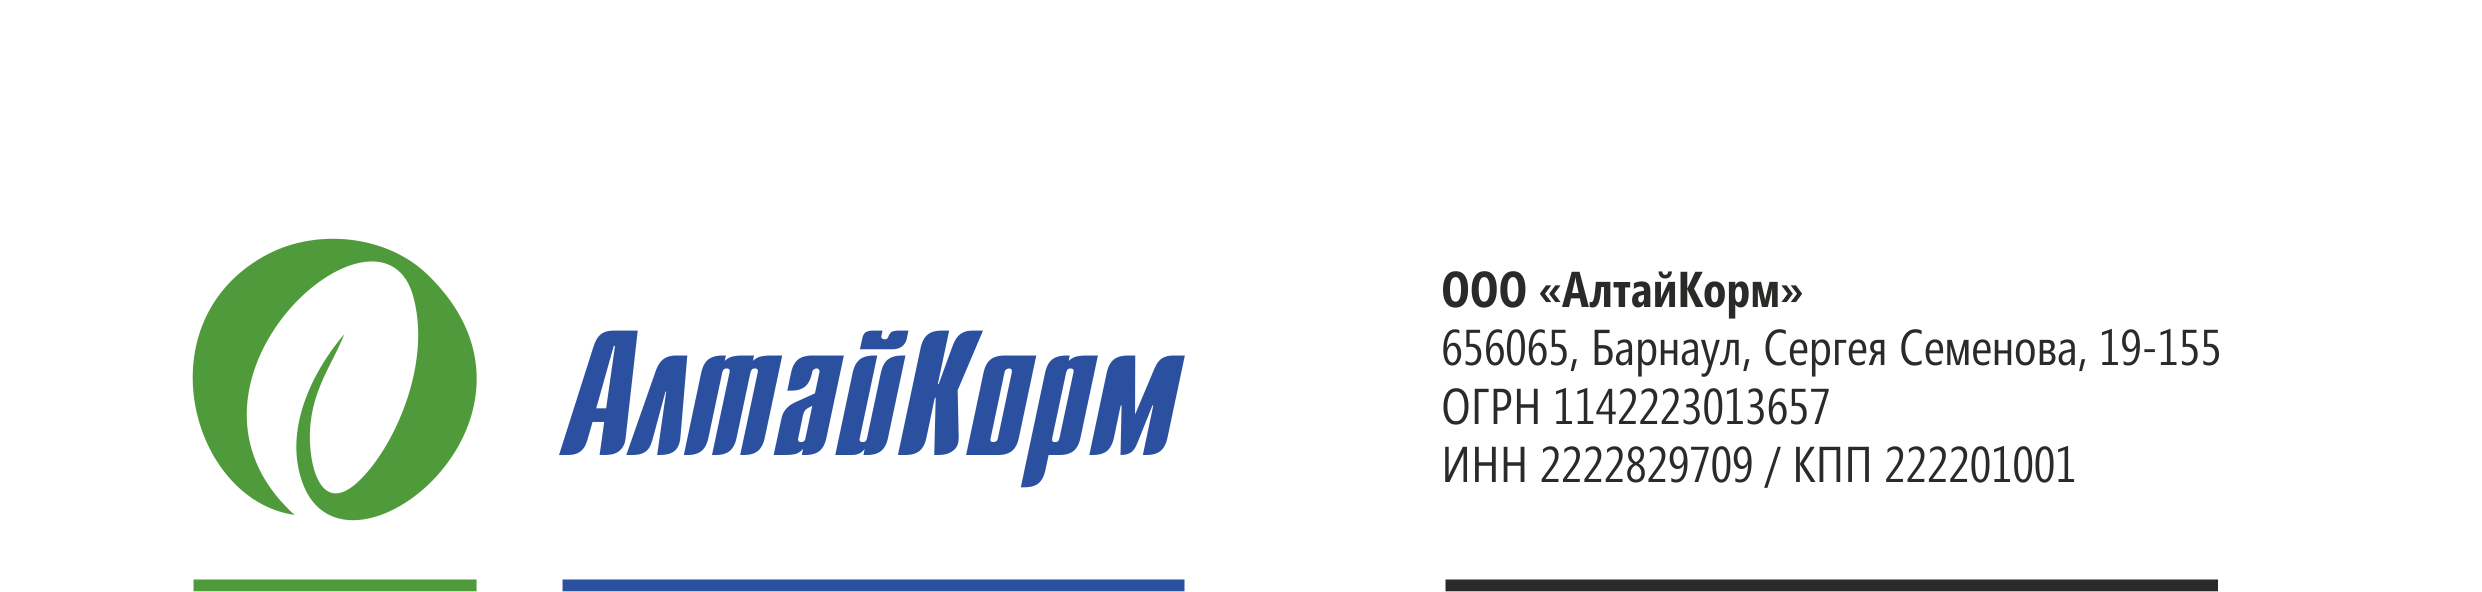 АлтайКорм
ООО «АлтайКорм»
656065, Барнаул, Сергея Семенова, 19-155
ОГРН 1142223013657
ИНН 2222829709 / КПП 222201001